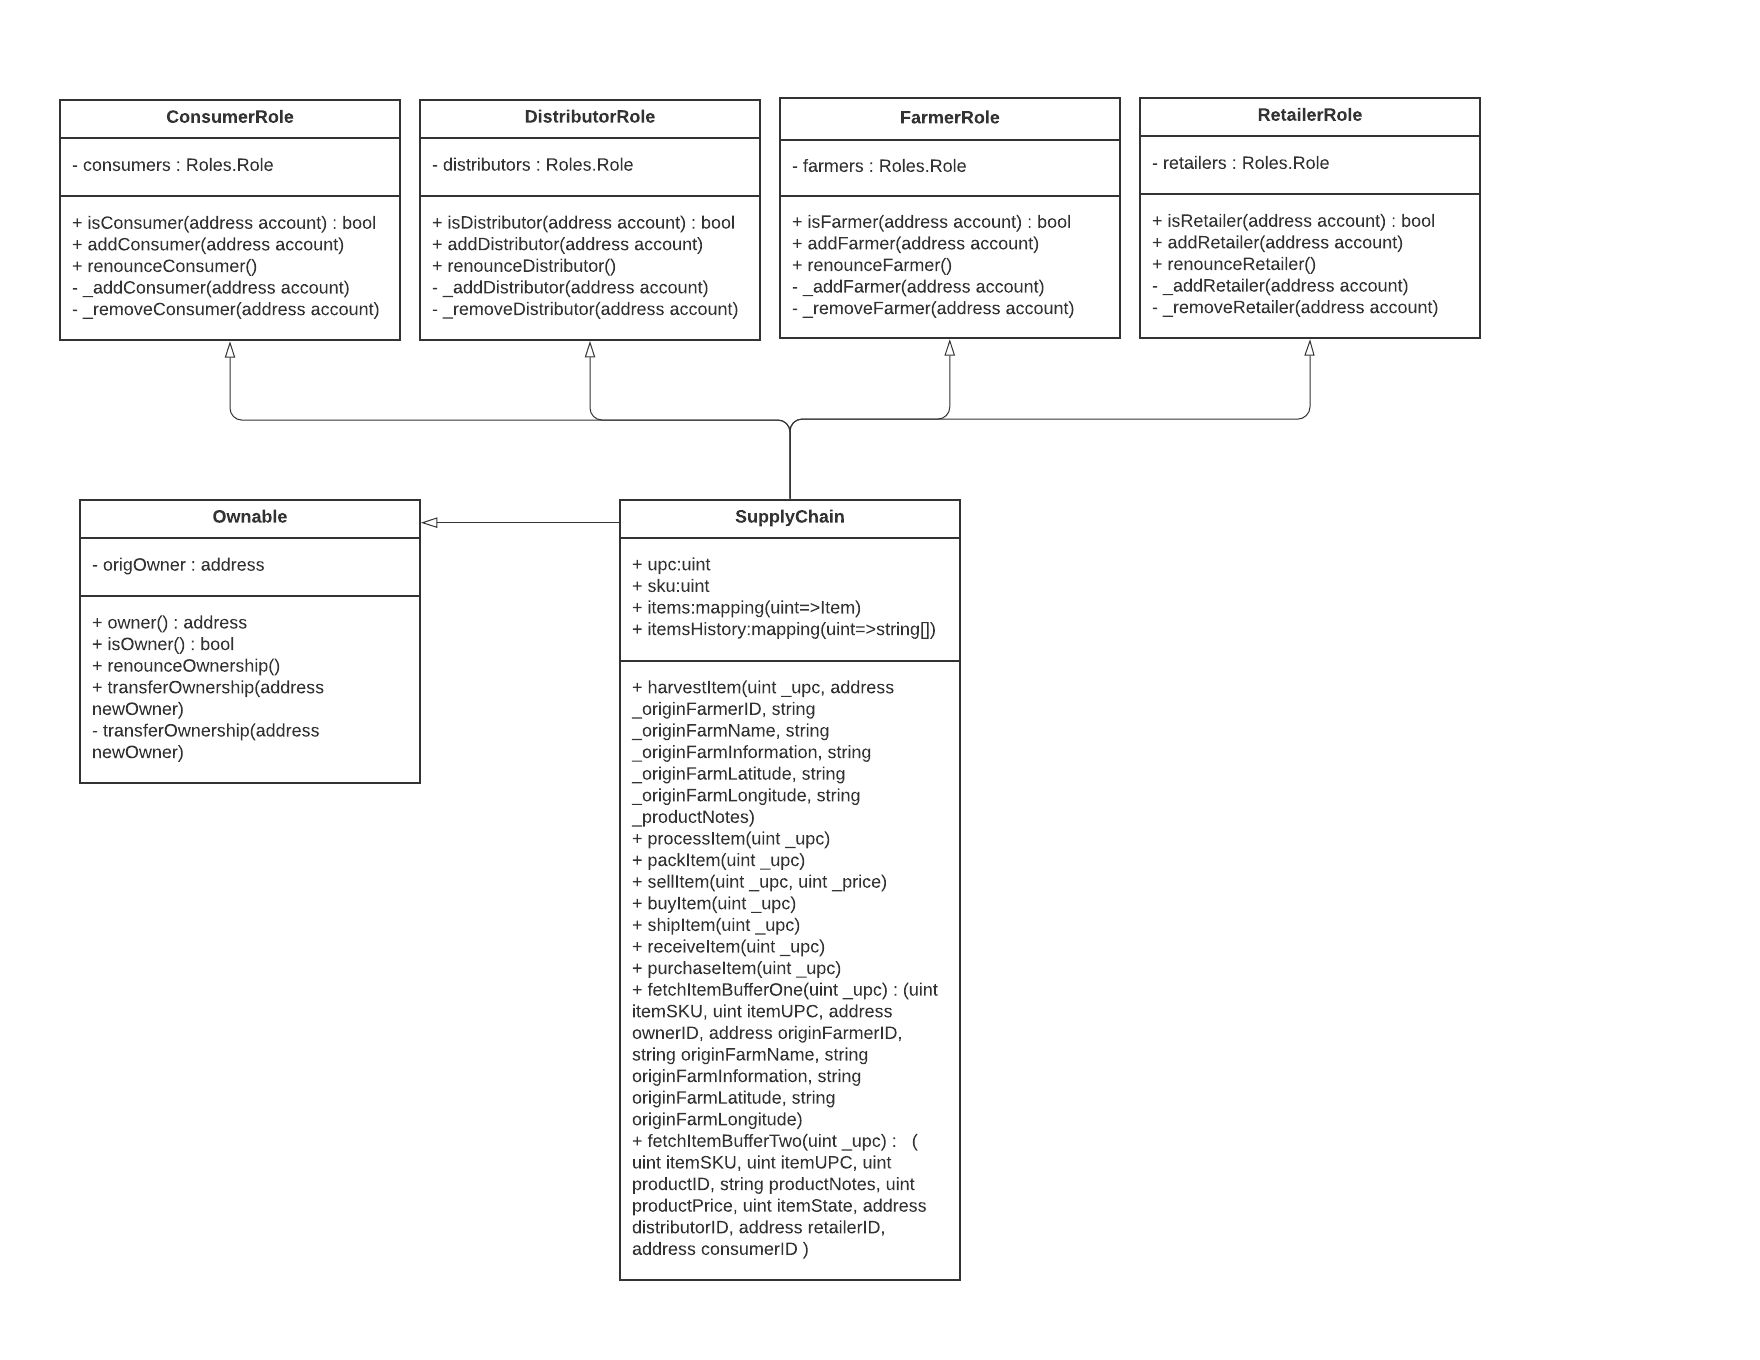 ConsumerRole
- consumers : Roles.Role
+ isConsumer(address account) : bool
+ addConsumer(address account)
+ renounceConsumer()
- _addConsumer(address account)
- _removeConsumer(address account)
DistributorRole
- distributors : Roles.Role
+ isDistributor(address account) : bool
+ addDistributor(address account)
+ renounceDistributor()
- _addDistributor(address account)
- _removeDistributor(address account)
FarmerRole
- farmers : Roles.Role
+ isFarmer(address account) : bool
+ addFarmer(address account)
+ renounceFarmer()
- _addFarmer(address account)
- _removeFarmer(address account)
RetailerRole
- retailers : Roles.Role
+ isRetailer(address account) : bool
+ addRetailer(address account)
+ renounceRetailer()
- _addRetailer(address account)
- _removeRetailer(address account)
Ownable
- origOwner : address
+ owner() : address
+ isOwner() : bool
+ renounceOwnership()
+ transferOwnership(address
newOwner)
- transferOwnership(address
newOwner)
SupplyChain
+ upc:uint
+ sku:uint
+ items:mapping(uint=>Item)
+ itemsHistory:mapping(uint=>string[])
+ harvestItem(uint _upc, address
_originFarmerID, string
_originFarmName, string
_originFarmInformation, string
_originFarmLatitude, string
_originFarmLongitude, string
_productNotes)
+ processItem(uint _upc)
+ packItem(uint _upc)
+ sellItem(uint _upc, uint _price)
+ buyItem(uint _upc)
+ shipItem(uint _upc)
+ receiveItem(uint _upc)
+ purchaseItem(uint _upc)
+ fetchItemBufferOne(uint _upc) : (uint
itemSKU, uint itemUPC, address
ownerID, address originFarmerID,
string originFarmName, string
originFarmInformation, string
originFarmLatitude, string
originFarmLongitude)
+ fetchItemBufferTwo(uint _upc) : (
uint itemSKU, uint itemUPC, uint
productID, string productNotes, uint
productPrice, uint itemState, address
distributorID, address retailerID,
address consumerID )